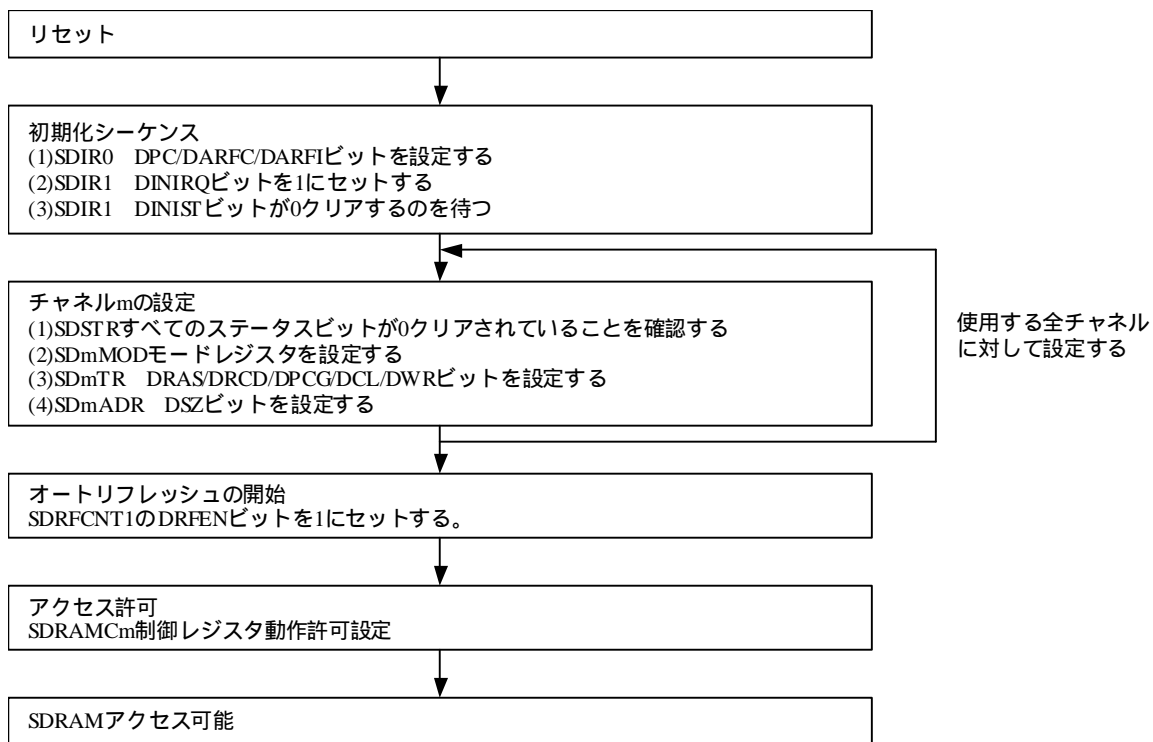 リセット
初期化シーケンス
(1)SDIR0　DPC/DARFC/DARFIビットを設定する
(2)SDIR1　DINIRQビットを1にセットする
(3)SDIR1　DINISTビットが0クリアするのを待つ
チャネルmの設定
(1)SDSTRすべてのステータスビットが0クリアされていることを確認する
(2)SDmMODモードレジスタを設定する
(3)SDmTR　DRAS/DRCD/DPCG/DCL/DWRビットを設定する
(4)SDmADR　DSZビットを設定する
使用する全チャネル
に対して設定する
オートリフレッシュの開始
SDRFCNT1のDRFENビットを1にセットする。
アクセス許可
SDRAMCm制御レジスタ動作許可設定
SDRAMアクセス可能